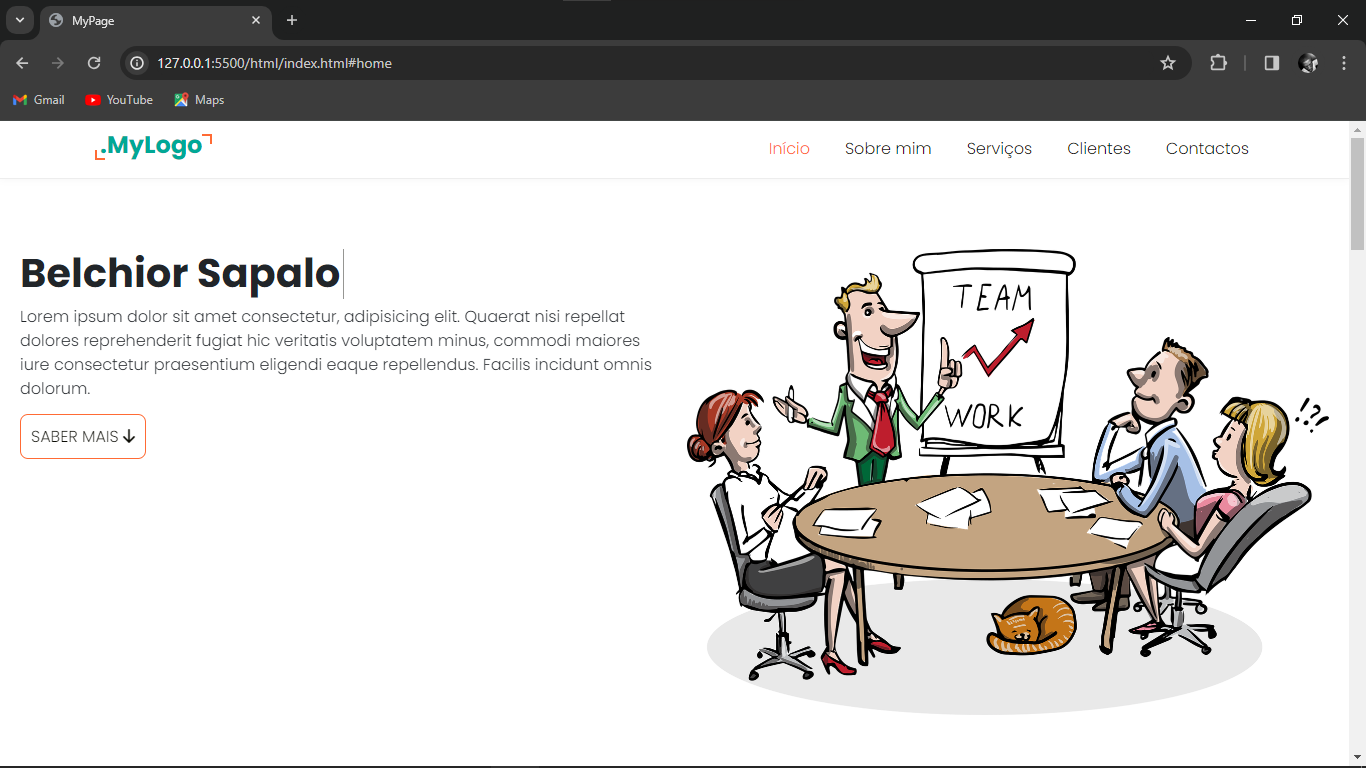 MyPage
127.0.0.1:5500/html/index.html#home
Gmail YouTube Maps
.MyLogo Início Sobre mim Serviços Clientes Contactos
Belchior Sapalo
Lorem ipsum dolor sit amet consectetur, adipisicing elit. Quaerat nisi repellat
dolores reprehenderit fugiat hic veritatis voluptatem minus, commodi maiores
iure consectetur praesentium eligendi eaque repellendus. Facilis incidunt omnis
dolorum.
SABER MAIS
TEAM
WORK
!?